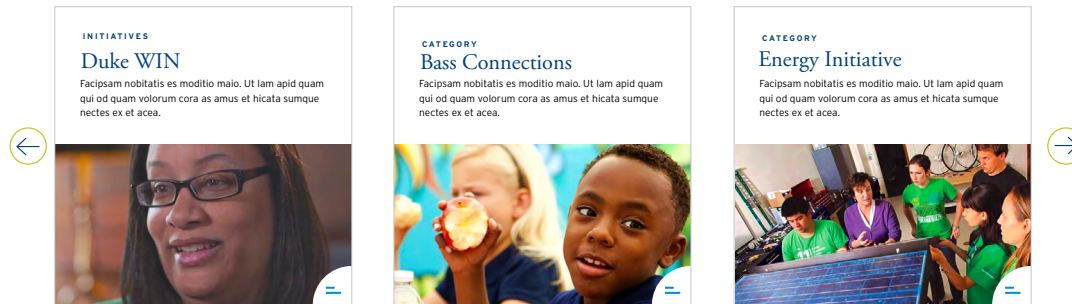 INITIATIVES
Duke WIN
Facipsam nobitatis es moditio maio. Ut lam apid quam
qui od quam volorum cora as amus et hicata sumque
nectes ex et acea.
CATEGORY
Bass Connections
Facipsam nobitatis es moditio maio. Ut lam apid quam
qui od quam volorum cora as amus et hicata sumque
nectes ex et acea.
CATEGORY
Energy Initiative
Facipsam nobitatis es moditio maio. Ut lam apid quam
qui od quam volorum cora as amus et hicata sumque
nectes ex et acea.